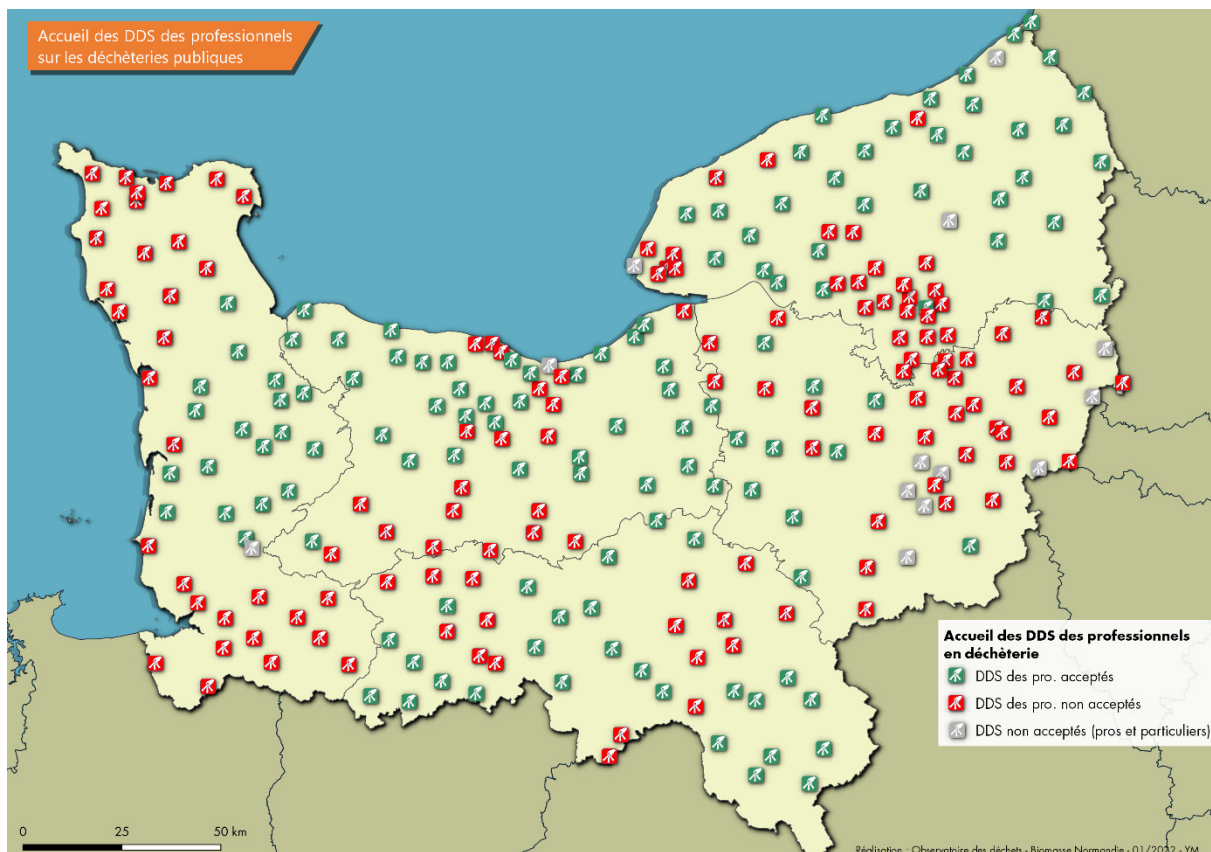 Accueil des DDS des professionnels
sur les déchèteries publiques
Accueil des DDS des professionnels
en déchèterie
DDS des pro. acceptés
DDS des pro. non acceptés
DDS non acceptés (pros et particuliers)
0 25 50 km
Réalisation : Observatoire des déchets - Biomasse Normandie - 01/2022 - YM